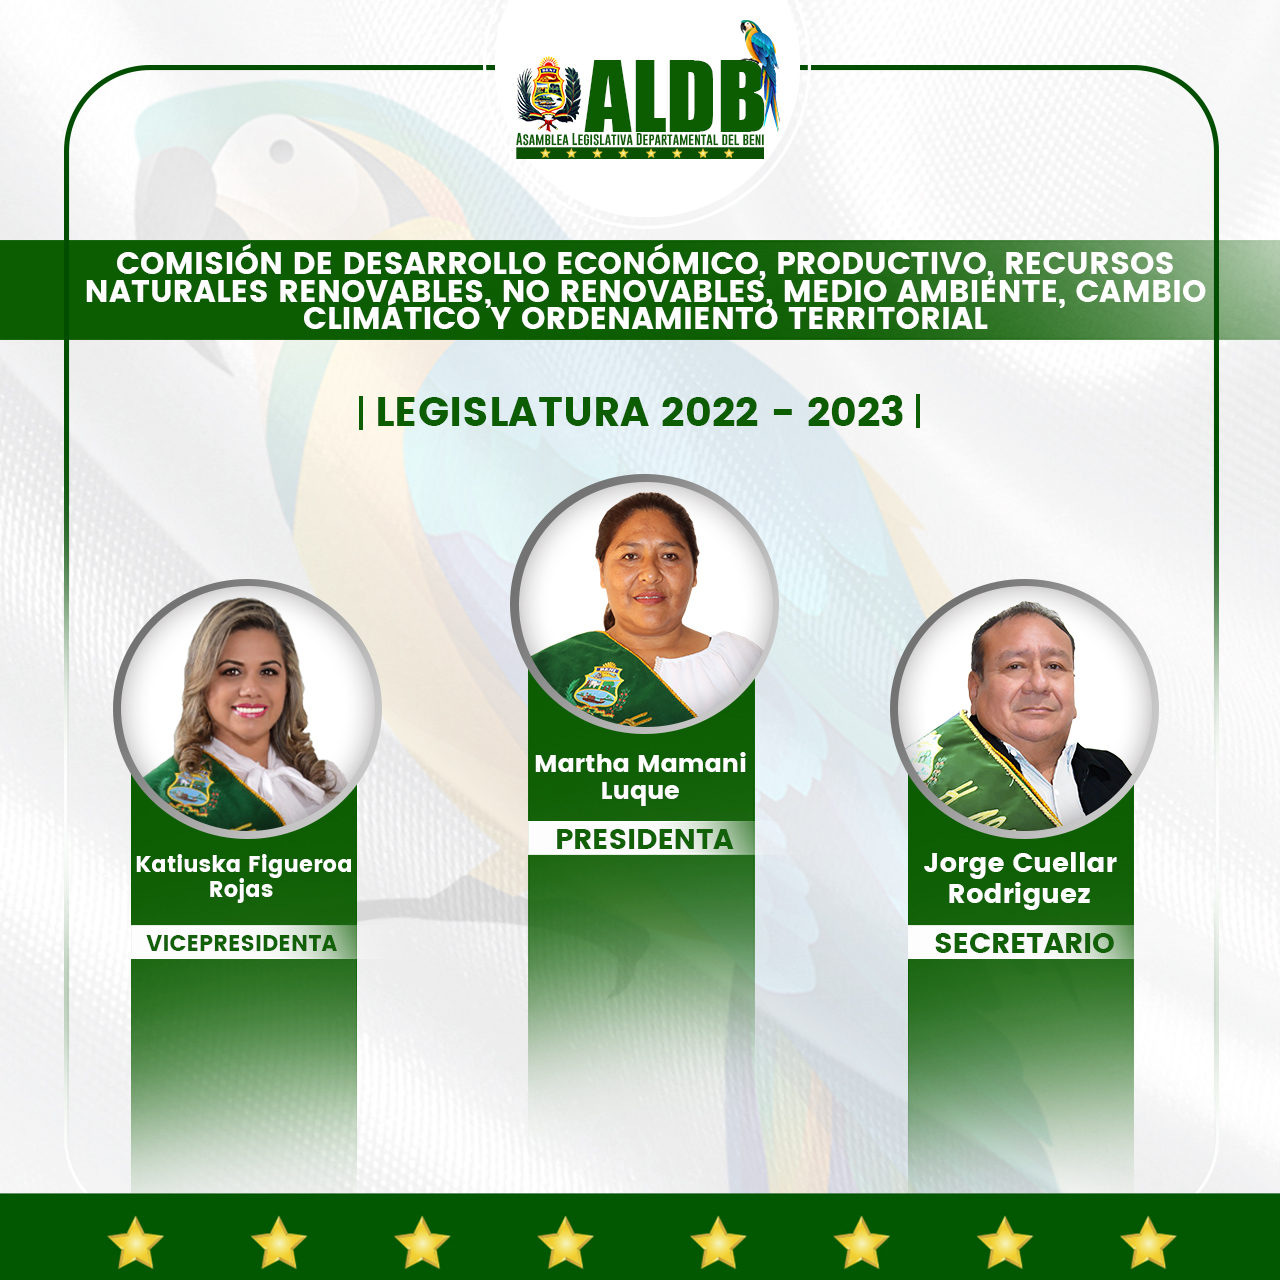 ALDB
ASAMBLEA LEGISLATIVA DEPARTAMENTAL DEL BENI
COMISIÓN DE DESARROLLO ECONÓMICO, PRODUCTIVO, RECURSOS
NATURALES RENOVABLES, NO RENOVABLES, MEDIO AMBIENTE, CAMBIO
CLIMÁTICO Y ORDENAMIENTO TERRITORIAL
| LEGISLATURA 2022 - 2023 |
Martha Mamani
Luque
PRESIDENTA
Katiuska Figueroa
Rojas
VICEPRESIDENTA
Jorge Cuellar
Rodriguez
SECRETARIO